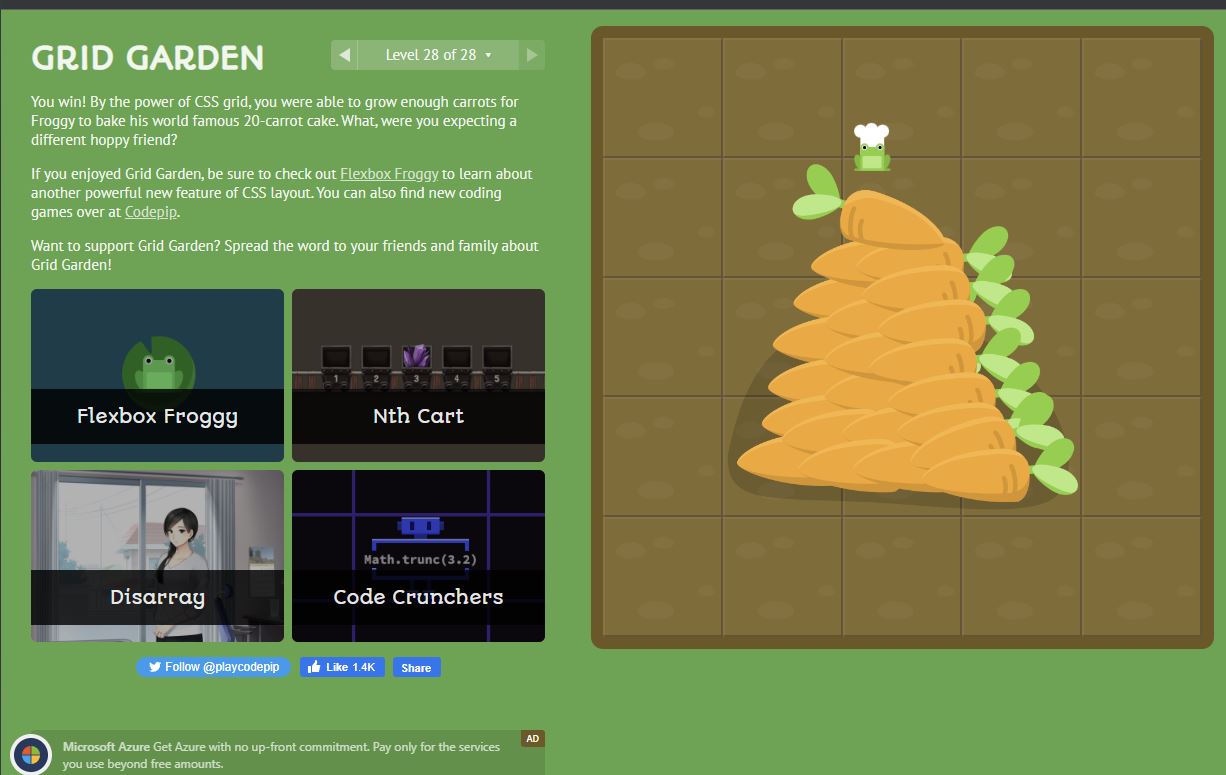 GRID GARDEN
Level 28 of 28
You win! By the power of CSS grid, you were able to grow enough carrots for
Froggy to bake his world famous 20-carrot cake. What, were you expecting a
different hoppy friend?
If you enjoyed Grid Garden, be sure to check out Flexbox Froggy to learn about
another powerful new feature of CSS layout. You can also find new coding
games over at Codepip.
Want to support Grid Garden? Spread the word to your friends and family about
Grid Garden!
Flexbox Froggy
1 2 3 4 5
Nth Cart
Disarray
Math.trunc(3.2)
Code Crunchers
Follow @playcodepip
Like 1.4K
Share
AD
Microsoft Azure Get Azure with no up-front commitment. Pay only for the services
you use beyond free amounts.